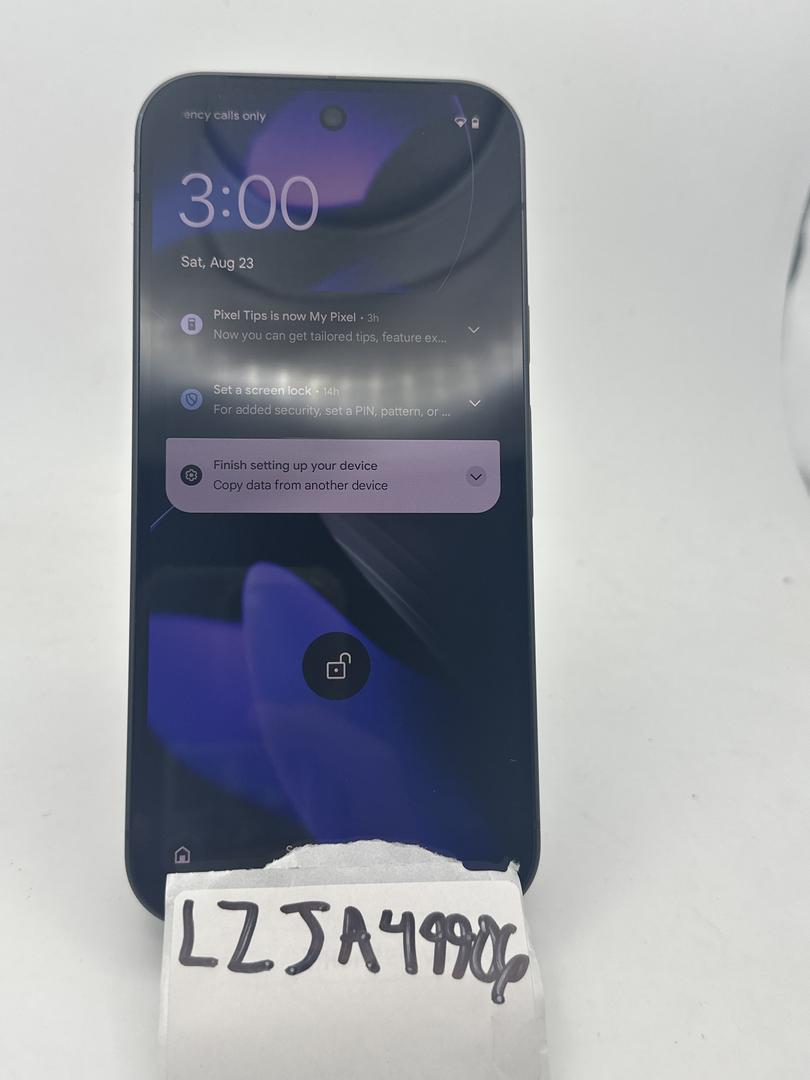 ency calls only
3:00
Sat, Aug 23
Pixel Tips is now My Pixel • 3h
Now you can get tailored tips, feature ex...
Set a screen lock • 14h
For added security, set a PIN, pattern, or ...
Finish setting up your device
Copy data from another device
LZJA49906